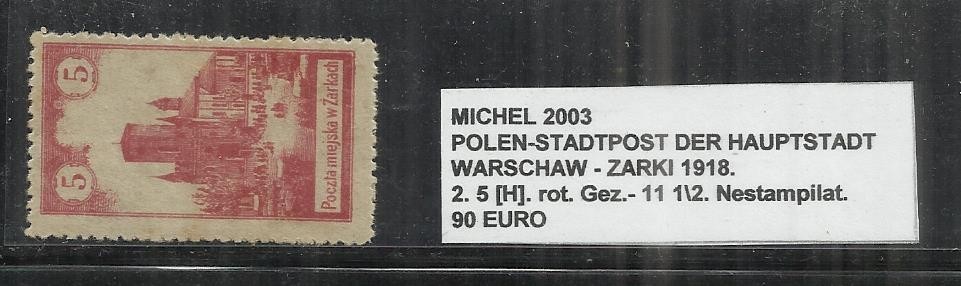 5
5
Poczta miejska w Żarkach
MICHEL 2003
POLEN-STADTPOST DER HAUPTSTADT
WARSCHAW - ZARKI 1918.
2. 5 [H]. rot. Gez.- 11 1\2. Nestampilat.
90 EURO